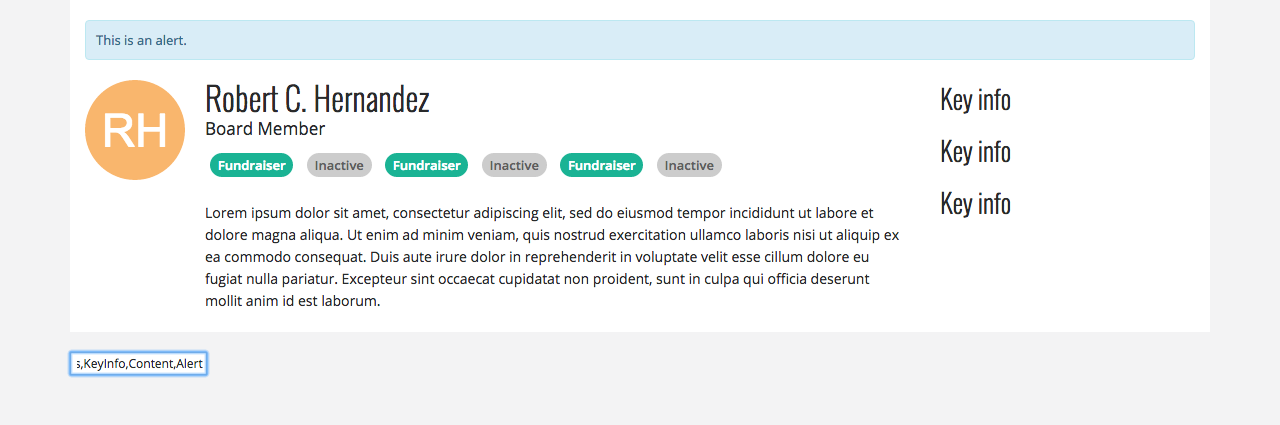 This is an alert.
RH
Robert C. Hernandez
Board Member
Fundraiser Inactive Fundraiser Inactive Fundraiser Inactive
Lorem ipsum dolor sit amet, consectetur adipiscing elit, sed do eiusmod tempor incididunt ut labore et
dolore magna aliqua. Ut enim ad minim veniam, quis nostrud exercitation ullamco laboris nisi ut aliquip ex
ea commodo consequat. Duis aute irure dolor in reprehenderit in voluptate velit esse cillum dolore eu
fugiat nulla pariatur. Excepteur sint occaecat cupidatat non proident, sunt in culpa qui officia deserunt
mollit anim id est laborum.
Key info
Key info
Key info
s,KeyInfo,Content,Alert